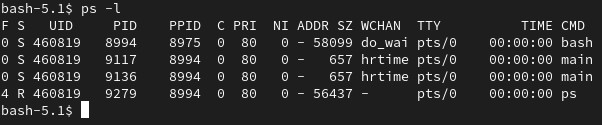 bash-5.1$ ps -l
F S    UID     PID    PPID  C PRI  NI ADDR SZ WCHAN  TTY          TIME CMD
0 S 460819    8994    8975  0  80   0 - 58099 do_wai pts/0    00:00:00 bash
0 S 460819    9117    8994  0  80   0 -   657 hrtime pts/0    00:00:00 main
0 S 460819    9136    8994  0  80   0 -   657 hrtime pts/0    00:00:00 main
4 R 460819    9279    8994  0  80   0 - 56437 -      pts/0    00:00:00 ps
bash-5.1$